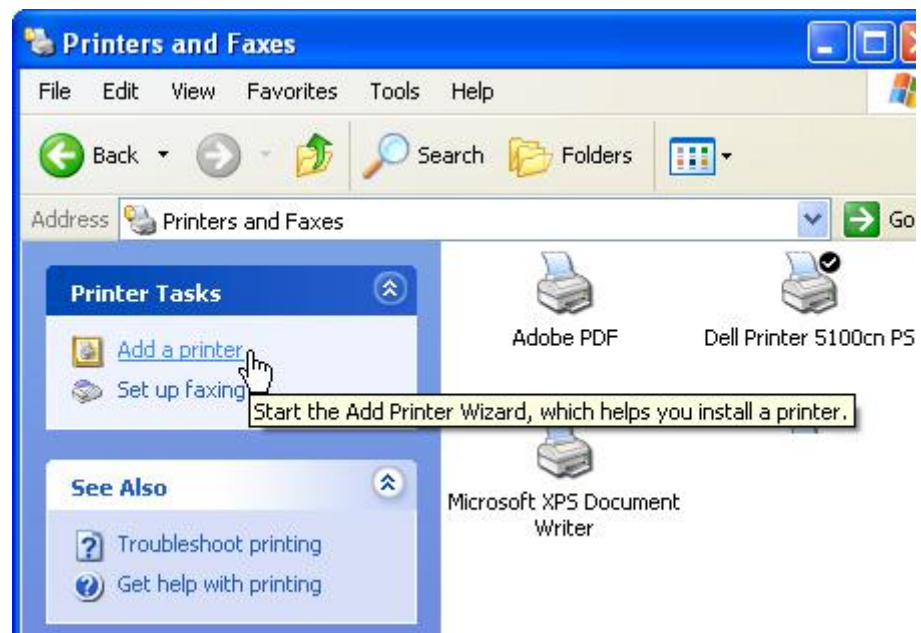 Printers and Faxes
File Edit View Favorites Tools Help
Back Search Folders
Address Printers and Faxes Go
Printer Tasks
Add a printer
Set up faxing
Start the Add Printer Wizard, which helps you install a printer.
See Also
Troubleshoot printing
Get help with printing
Adobe PDF
Dell Printer 5100cn PS
Microsoft XPS Document
Writer